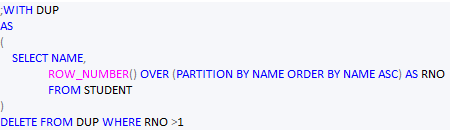 ;WITH DUP
AS
(
SELECT NAME,
ROW_NUMBER() OVER (PARTITION BY NAME ORDER BY NAME ASC) AS RNO
FROM STUDENT
)
DELETE FROM DUP WHERE RNO >1